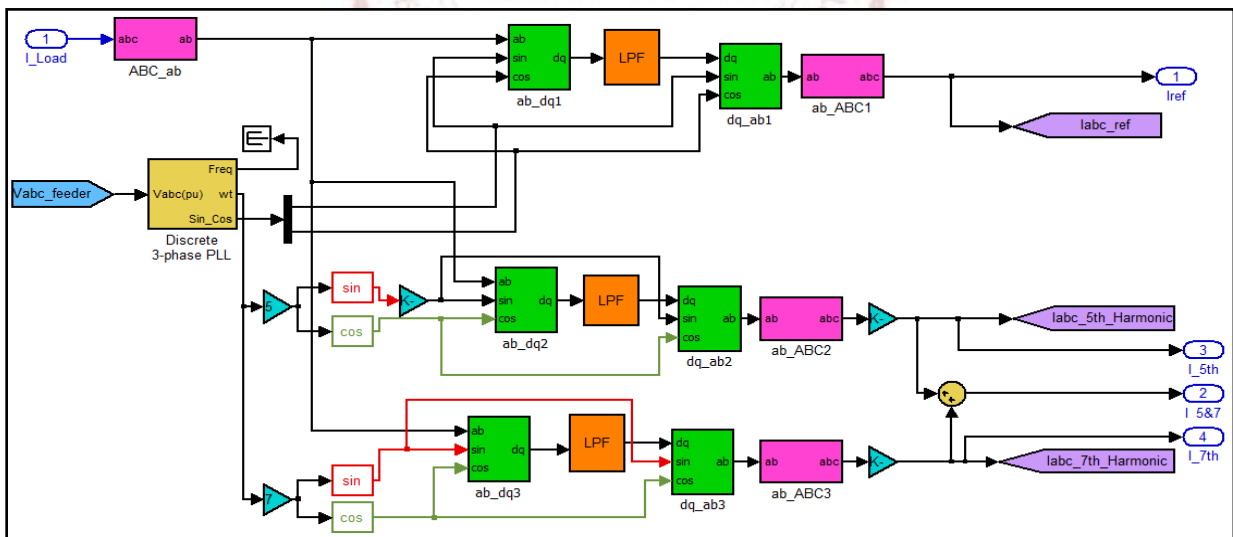 1
I_Load
abc ab
ABC_ab
ab
sin
cos
dq
ab_dq1
LPF
dq
sin
cos
ab
dq_ab1
ab abc
ab_ABC1
1
Iref
Iabc_ref
Vabc_feeder
Vabc(pu)
Freq
wt
Sin_Cos
Discrete
3-phase PLL
5
sin
cos
K-
ab
sin
cos
dq
ab_dq2
LPF
dq
sin
cos
ab
dq_ab2
ab abc
ab_ABC2
K-
Iabc_5th_Harmonic
3
I_5th
2
I_5&7
4
I_7th
7
sin
cos
ab
sin
cos
dq
ab_dq3
LPF
dq
sin
cos
ab
dq_ab3
ab abc
ab_ABC3
K-
Iabc_7th_Harmonic